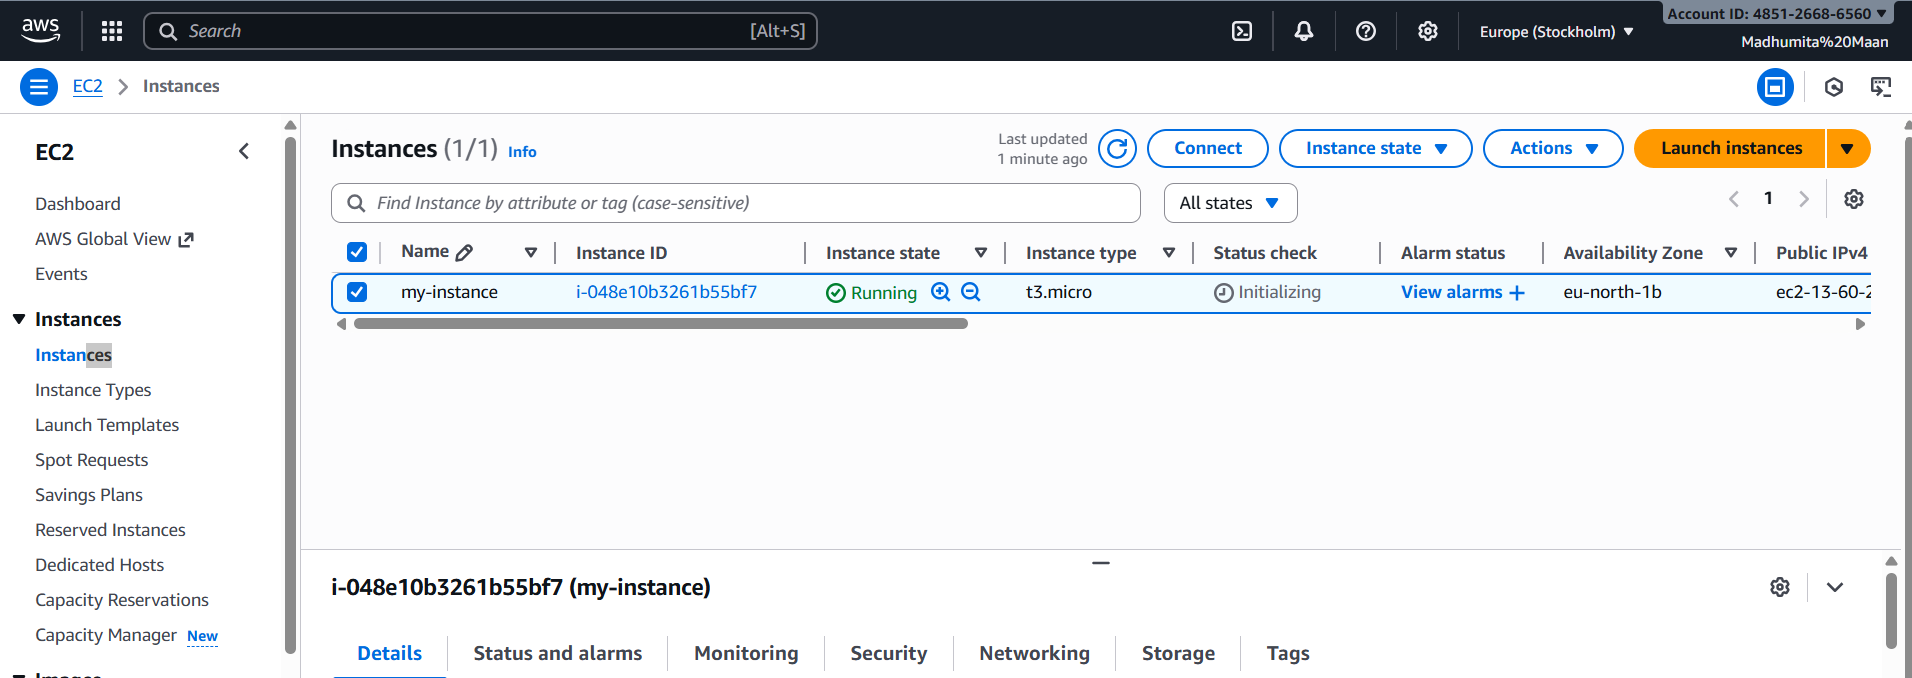 aws
Search [Alt+S]
Europe (Stockholm)
Account ID: 4851-2668-6560
Madhumita%20Maan
EC2 Instances
EC2
Dashboard
AWS Global View
Events
Instances
Instances
Instance Types
Launch Templates
Spot Requests
Savings Plans
Reserved Instances
Dedicated Hosts
Capacity Reservations
Capacity Manager New
Instances (1/1) Info
Last updated
1 minute ago
Connect
Instance state
Actions
Launch instances
Find Instance by attribute or tag (case-sensitive)
All states
1
Name Instance ID Instance state Instance type Status check Alarm status Availability Zone Public IPv4
my-instance i-048e10b3261b55bf7 Running t3.micro Initializing View alarms + eu-north-1b ec2-13-60-2
i-048e10b3261b55bf7 (my-instance)
Details Status and alarms Monitoring Security Networking Storage Tags